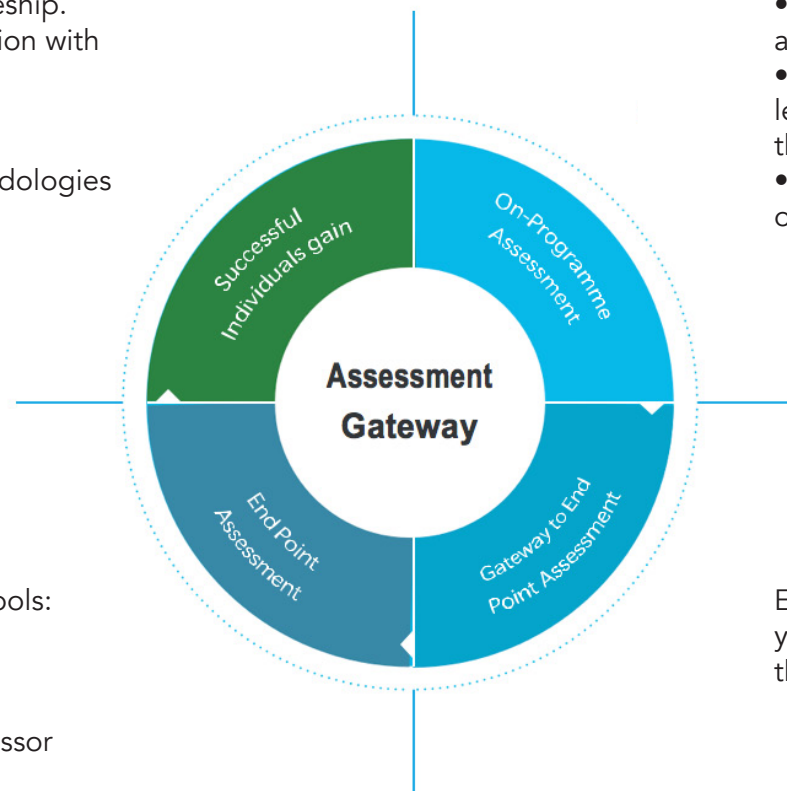 eship.
ion with
dologies
•
a
•
le
•
Successful
Individuals gain
On-Programme
Assessment
Assessment
Gateway
End Point
Assessment
Gateway to End
Point Assessment
ools:
ssor
E
y